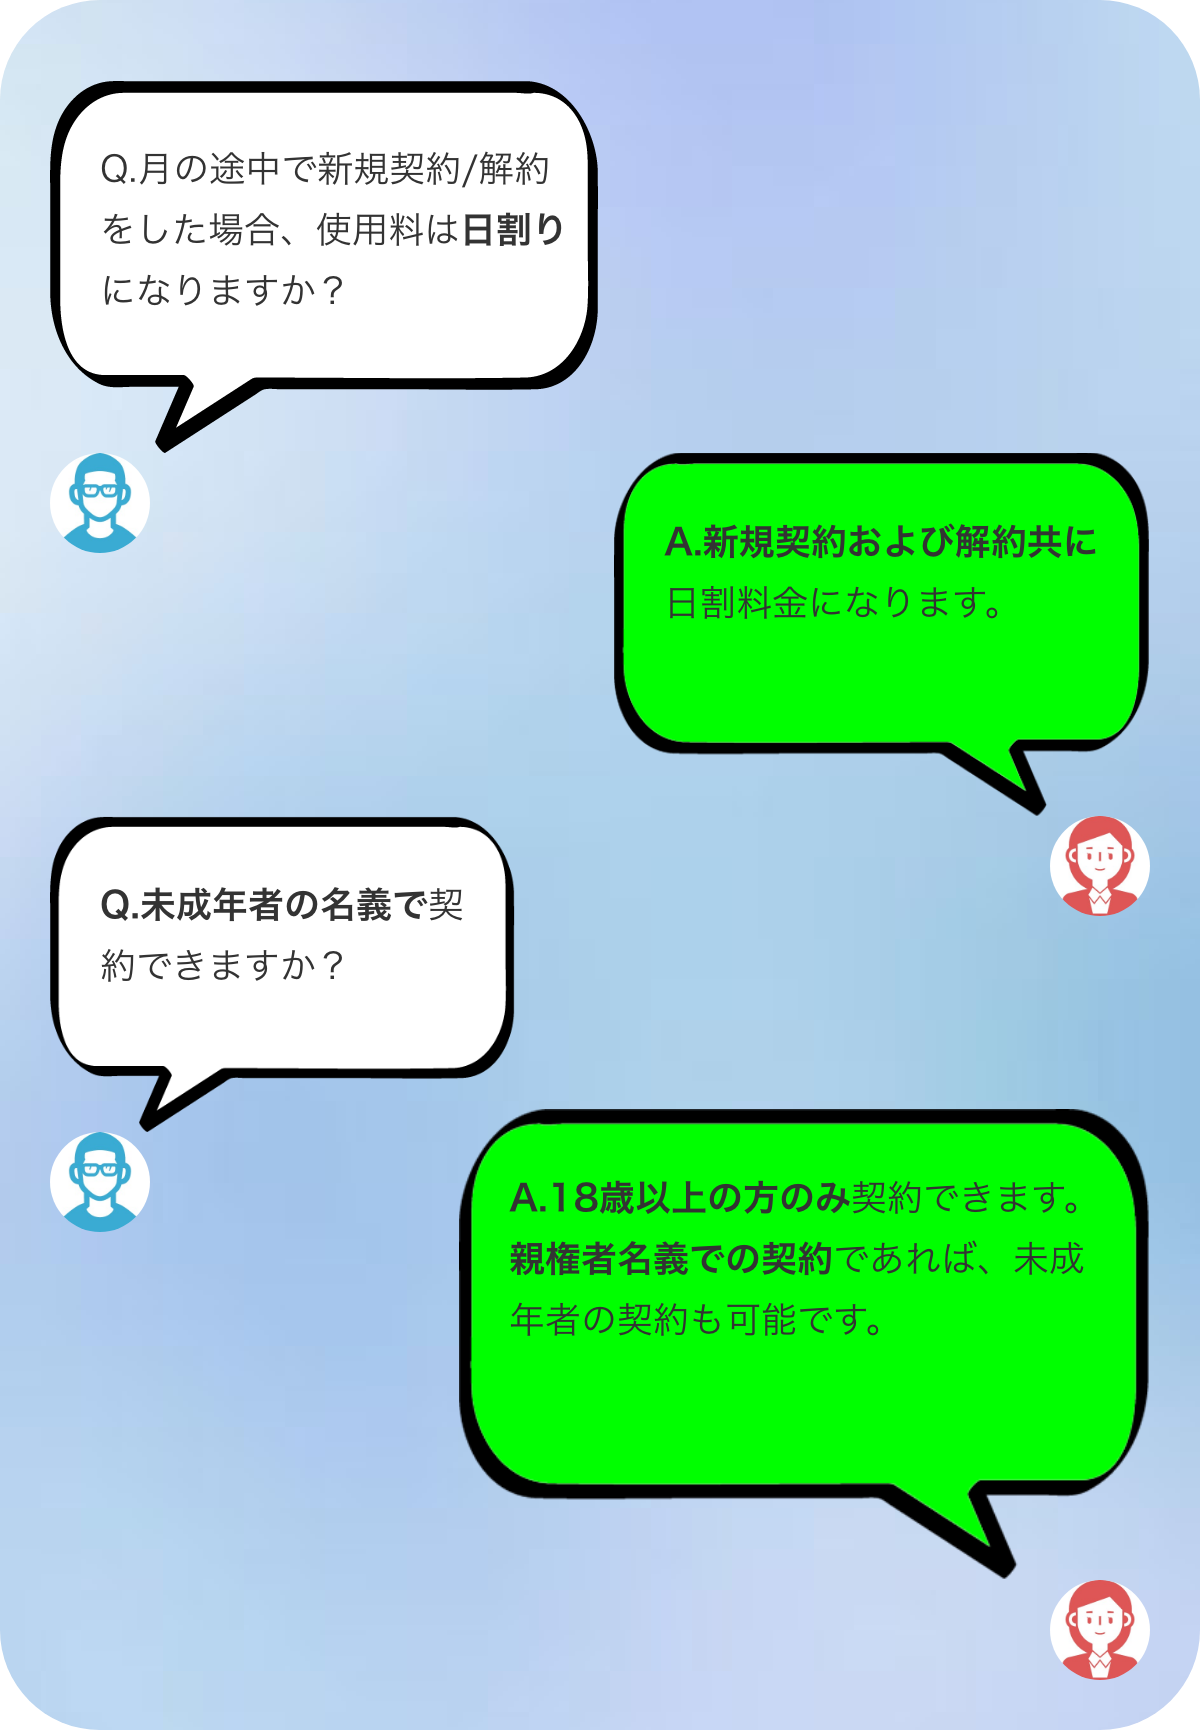 Q.月の途中で新規契約/解約
をした場合、使用料は日割り
になりますか？
A.新規契約および解約共に
日割料金になります。
Q.未成年者の名義で契
約できますか？
A.18歳以上の方のみ契約できます。
親権者名義での契約であれば、未成
年者の契約も可能です。